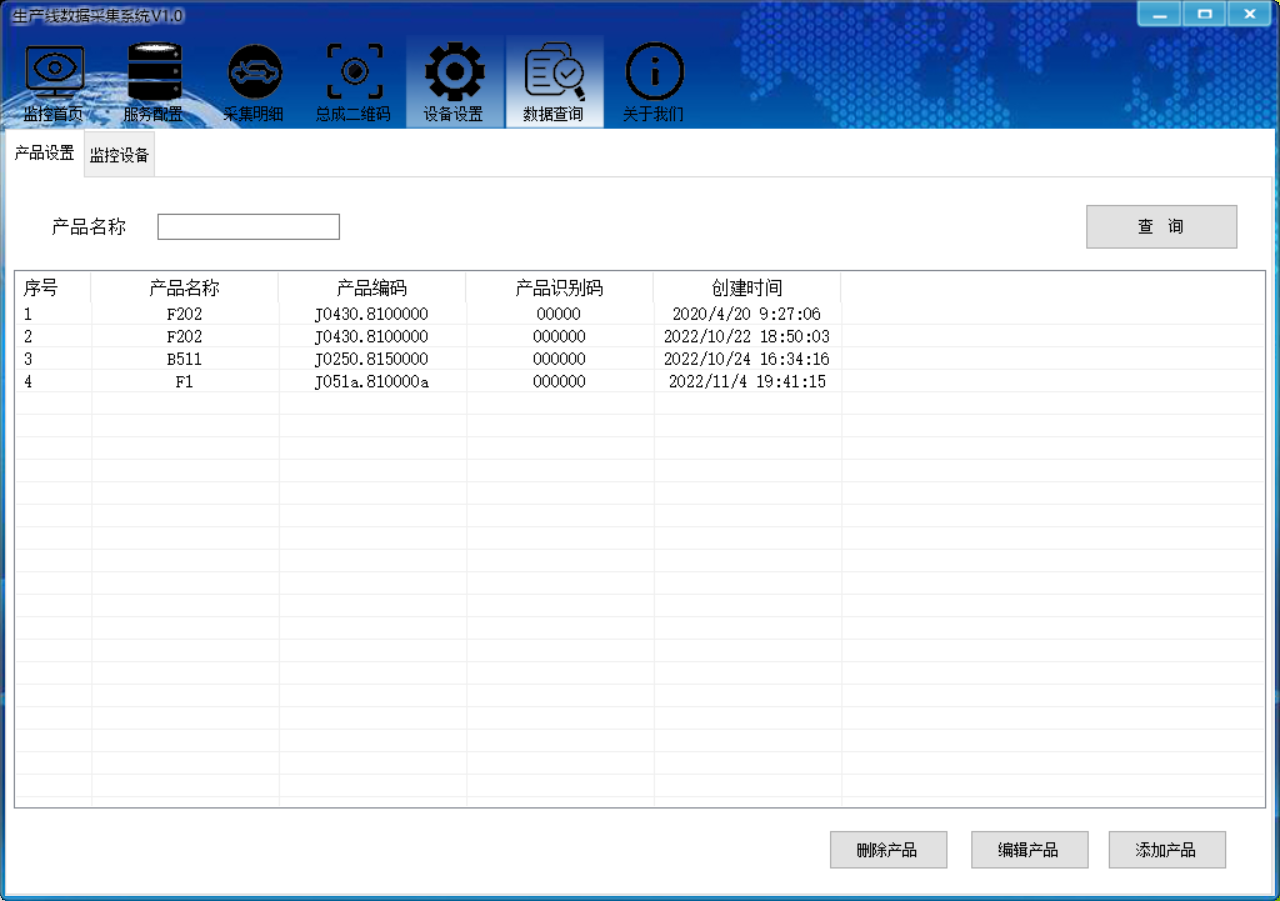 生产线数据采集系统V1.0
监控首页 服务配置 采集明细 总成二维码 设备设置 数据查询 关于我们
产品设置 监控设备
产品名称 查 询
序号 产品名称 产品编码 产品识别码 创建时间
1 F202 J0430.8100000 00000 2020/4/20 9:27:06
2 F202 J0430.8100000 000000 2022/10/22 18:50:03
3 B511 J0250.8150000 000000 2022/10/24 16:34:16
4 F1 J051a.810000a 000000 2022/11/4 19:41:15
删除产品 编辑产品 添加产品